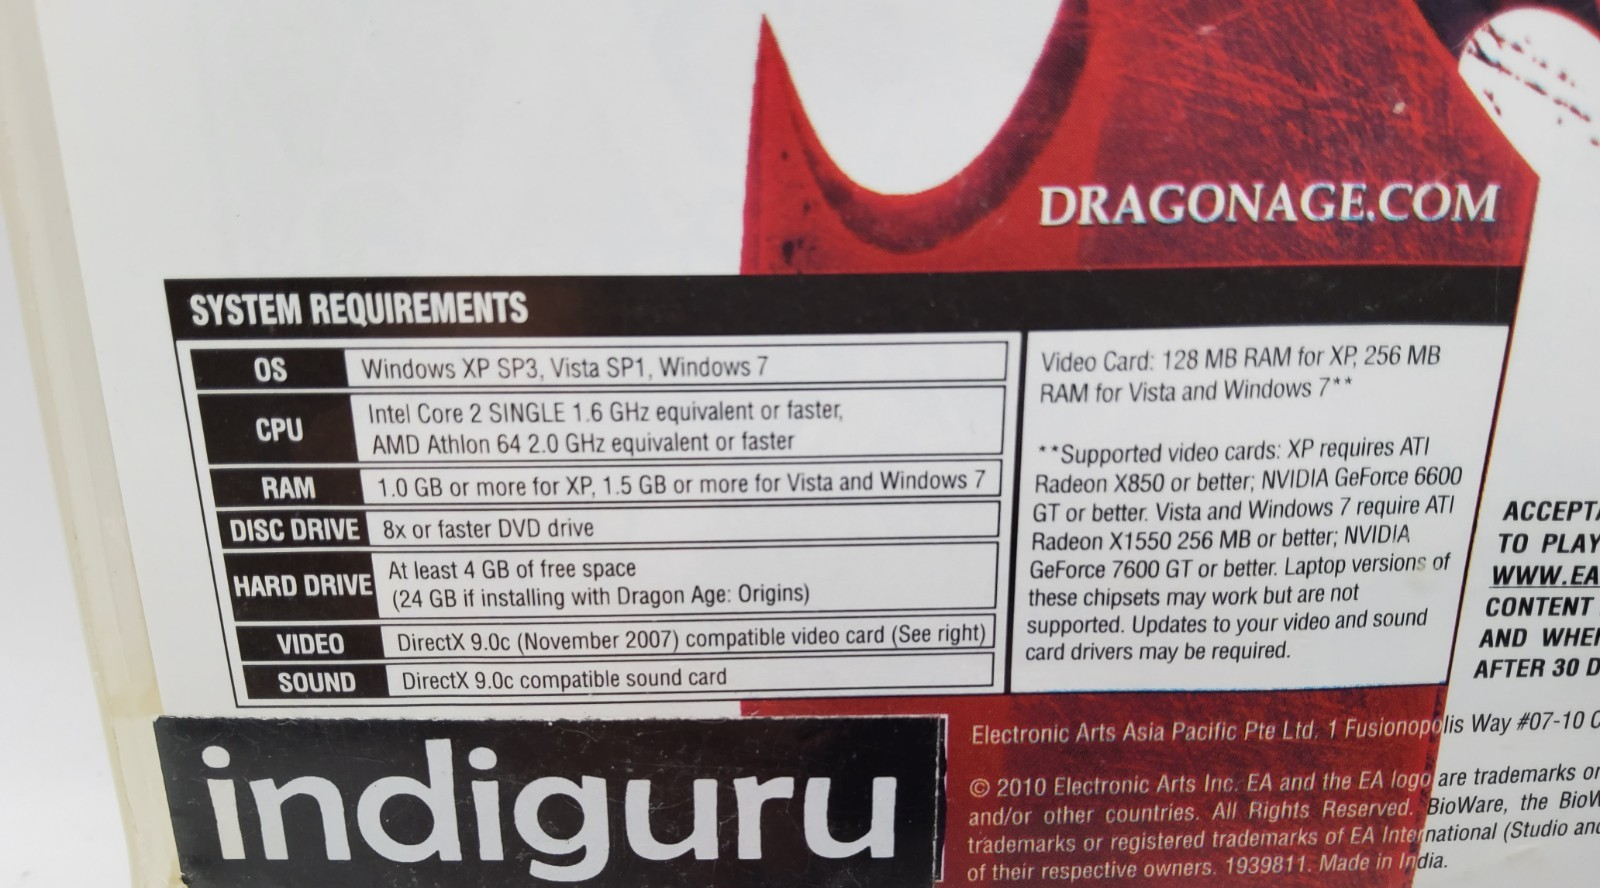 DRAGONAGE.COM
SYSTEM REQUIREMENTS
OS Windows XP SP3, Vista SP1, Windows 7
CPU Intel Core 2 SINGLE 1.6 GHz equivalent or faster,
AMD Athlon 64 2.0 GHz equivalent or faster
RAM 1.0 GB or more for XP, 1.5 GB or more for Vista and Windows 7
DISC DRIVE 8x or faster DVD drive
HARD DRIVE At least 4 GB of free space
(24 GB if installing with Dragon Age: Origins)
VIDEO DirectX 9.0c (November 2007) compatible video card (See right)
SOUND DirectX 9.0c compatible sound card
Video Card: 128 MB RAM for XP, 256 MB
RAM for Vista and Windows 7**
**Supported video cards: XP requires ATI
Radeon X850 or better; NVIDIA GeForce 6600
GT or better. Vista and Windows 7 require ATI
Radeon X1550 256 MB or better; NVIDIA
GeForce 7600 GT or better. Laptop versions of
these chipsets may work but are not
supported. Updates to your video and sound
card drivers may be required.
ACCEPTA
TO PLAY
WWW.EA
CONTENT
AND WHEN
AFTER 30 D
indiguru
Electronic Arts Asia Pacific Pte Ltd. 1 Fusionopolis Way #07-10 C
© 2010 Electronic Arts Inc. EA and the EA logo are trademarks or
and/or other countries. All Rights Reserved. BioWare, the BioW
trademarks or registered trademarks of EA International (Studio and
of their respective owners. 1939811. Made in India.